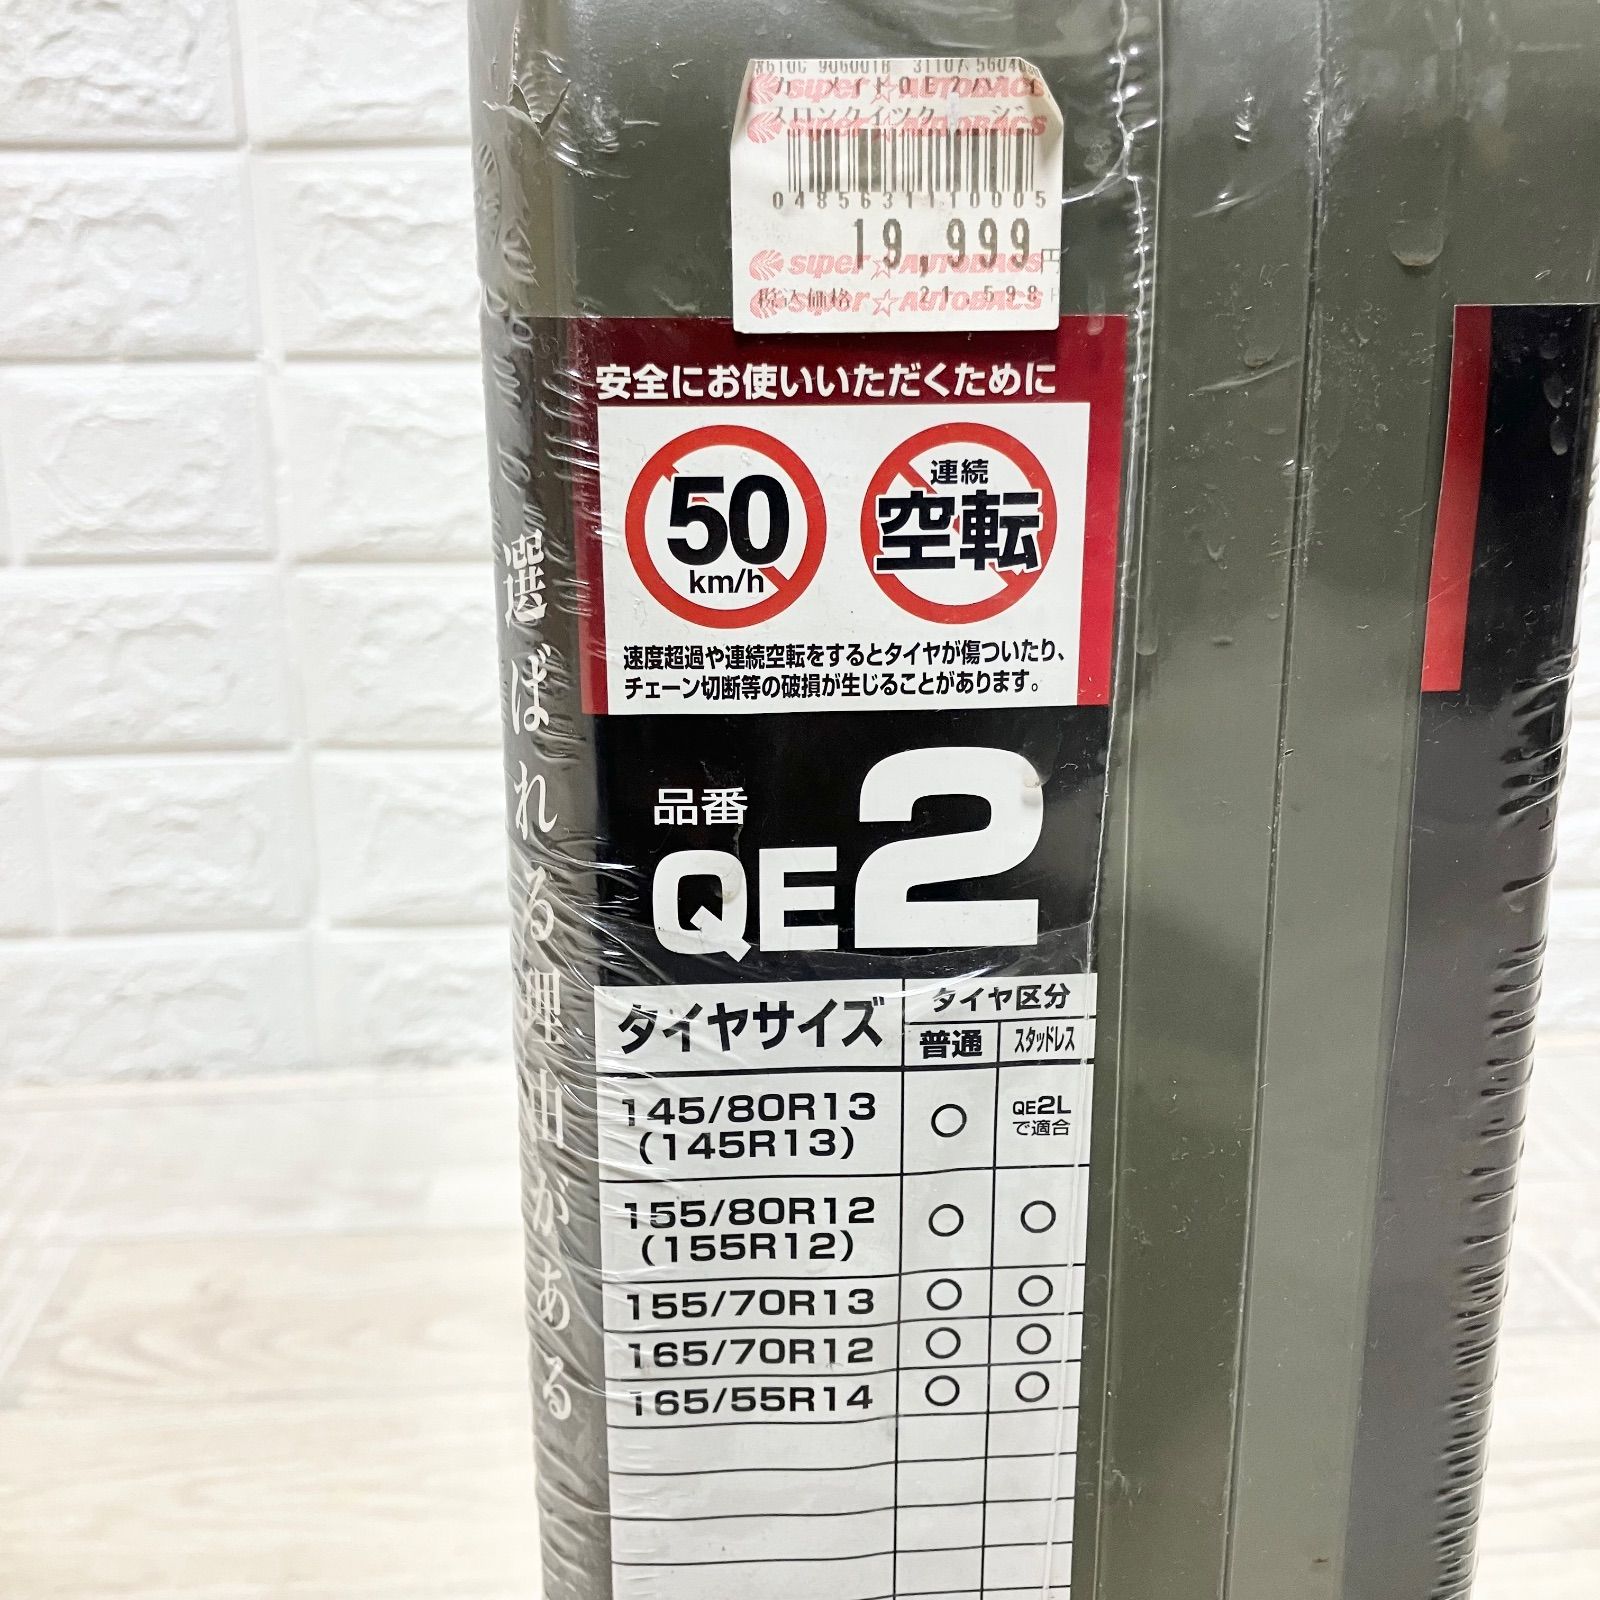 super☆AUTOBACS
スロンクイック
super☆AUTOBACS
0485631110005
19,999円
super☆AUTOBACS
税込価格 21,598
super☆AUTOBACS
安全にお使いいただくために
50
km/h
連続
空転
速度超過や連続空転をするとタイヤが傷ついたり、
チェーン切断等の破損が生じることがあります。
選ばれる理由がある
品番
QE2
タイヤサイズ タイヤ区分
普通 スタッドレス
145/80R13
(145R13) ○ QE2L
で適合
155/80R12
(155R12) ○ ○
155/70R13 ○ ○
165/70R12 ○ ○
165/55R14 ○ ○